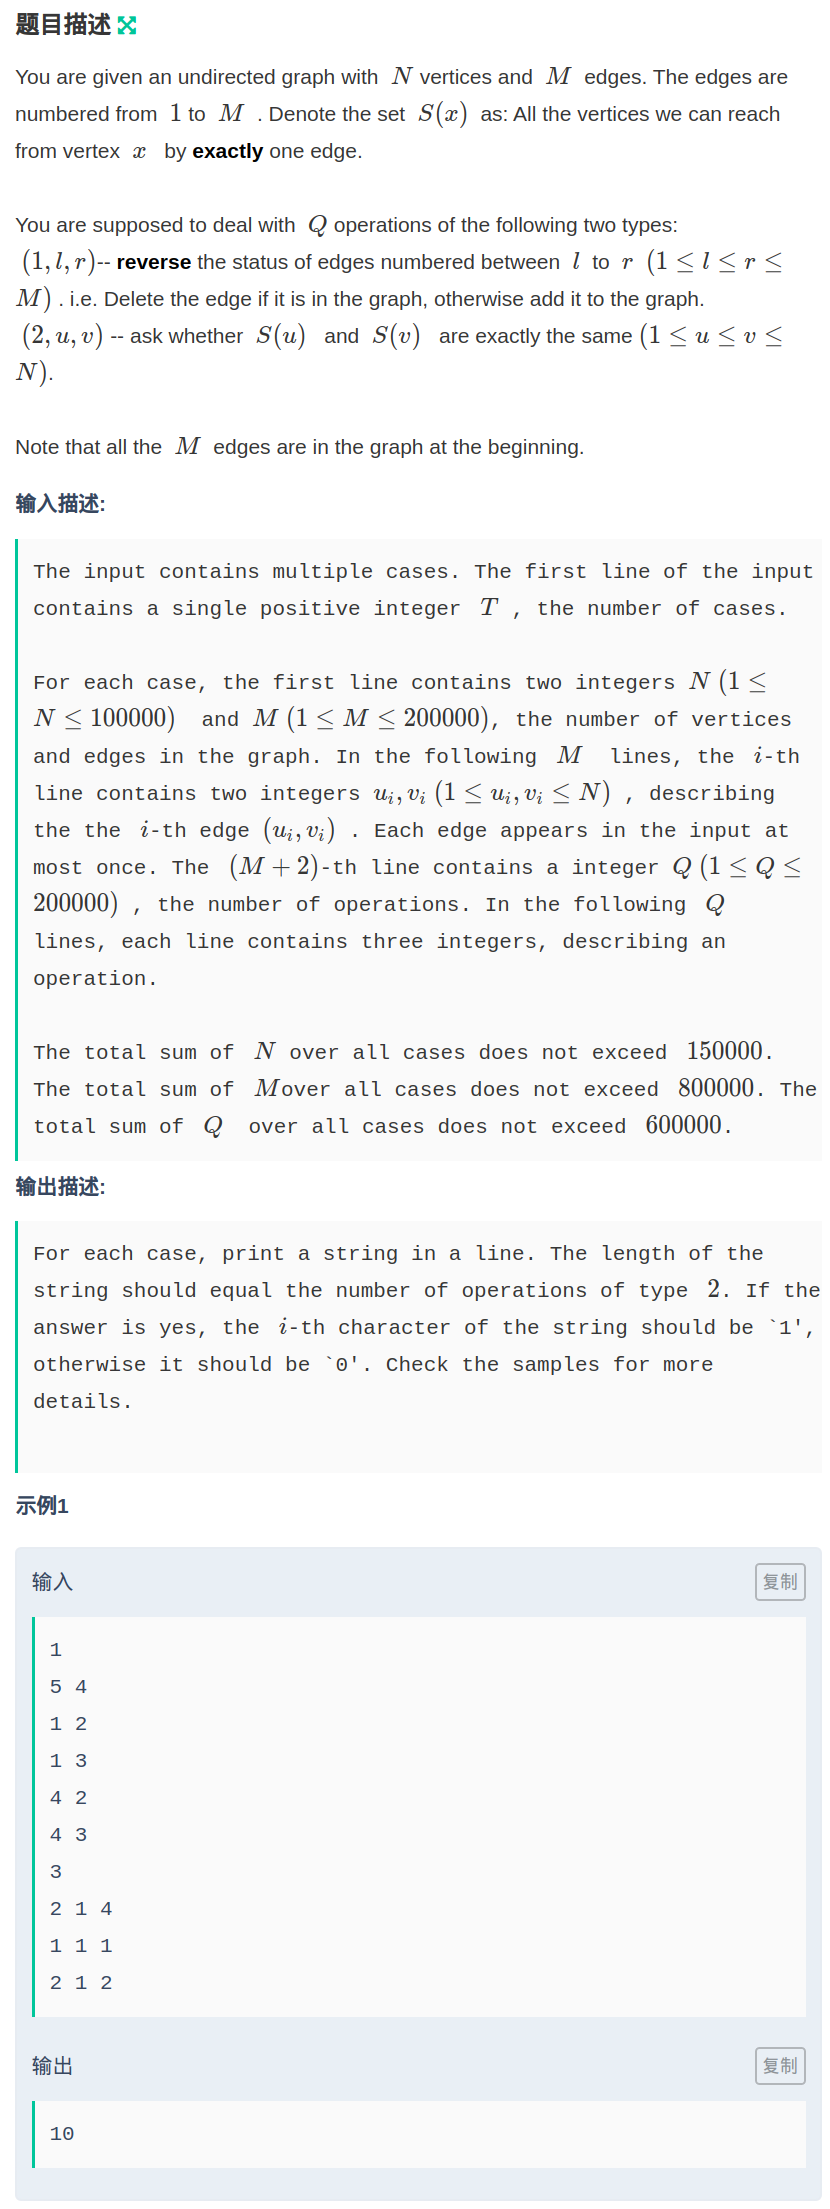 题目描述
You are given an undirected graph with N vertices and M edges. The edges are
numbered from 1 to M . Denote the set S(x) as: All the vertices we can reach
from vertex x by exactly one edge.
You are supposed to deal with Q operations of the following two types:
(1, l, r)-- reverse the status of edges numbered between l to r (1 ≤ l ≤ r ≤
M) . i.e. Delete the edge if it is in the graph, otherwise add it to the graph.
(2, u, v) -- ask whether S(u) and S(v) are exactly the same (1 ≤ u ≤ v ≤
N).
Note that all the M edges are in the graph at the beginning.
输入描述:
The input contains multiple cases. The first line of the input
contains a single positive integer T , the number of cases.
For each case, the first line contains two integers N (1 ≤
N ≤ 100000) and M (1 ≤ M ≤ 200000), the number of vertices
and edges in the graph. In the following M lines, the i-th
line contains two integers u_i, v_i (1 ≤ u_i, v_i ≤ N) , describing
the the i-th edge (u_i, v_i) . Each edge appears in the input at
most once. The (M + 2)-th line contains a integer Q (1 ≤ Q ≤
200000) , the number of operations. In the following Q
lines, each line contains three integers, describing an
operation.
The total sum of N over all cases does not exceed 150000.
The total sum of M over all cases does not exceed 800000. The
total sum of Q over all cases does not exceed 600000.
输出描述:
For each case, print a string in a line. The length of the
string should equal the number of operations of type 2. If the
answer is yes, the i-th character of the string should be `1',
otherwise it should be `0'. Check the samples for more
details.
示例1
输入
复制
1
5 4
1 2
1 3
4 2
4 3
3
2 1 4
1 1 1
2 1 2
输出
复制
10